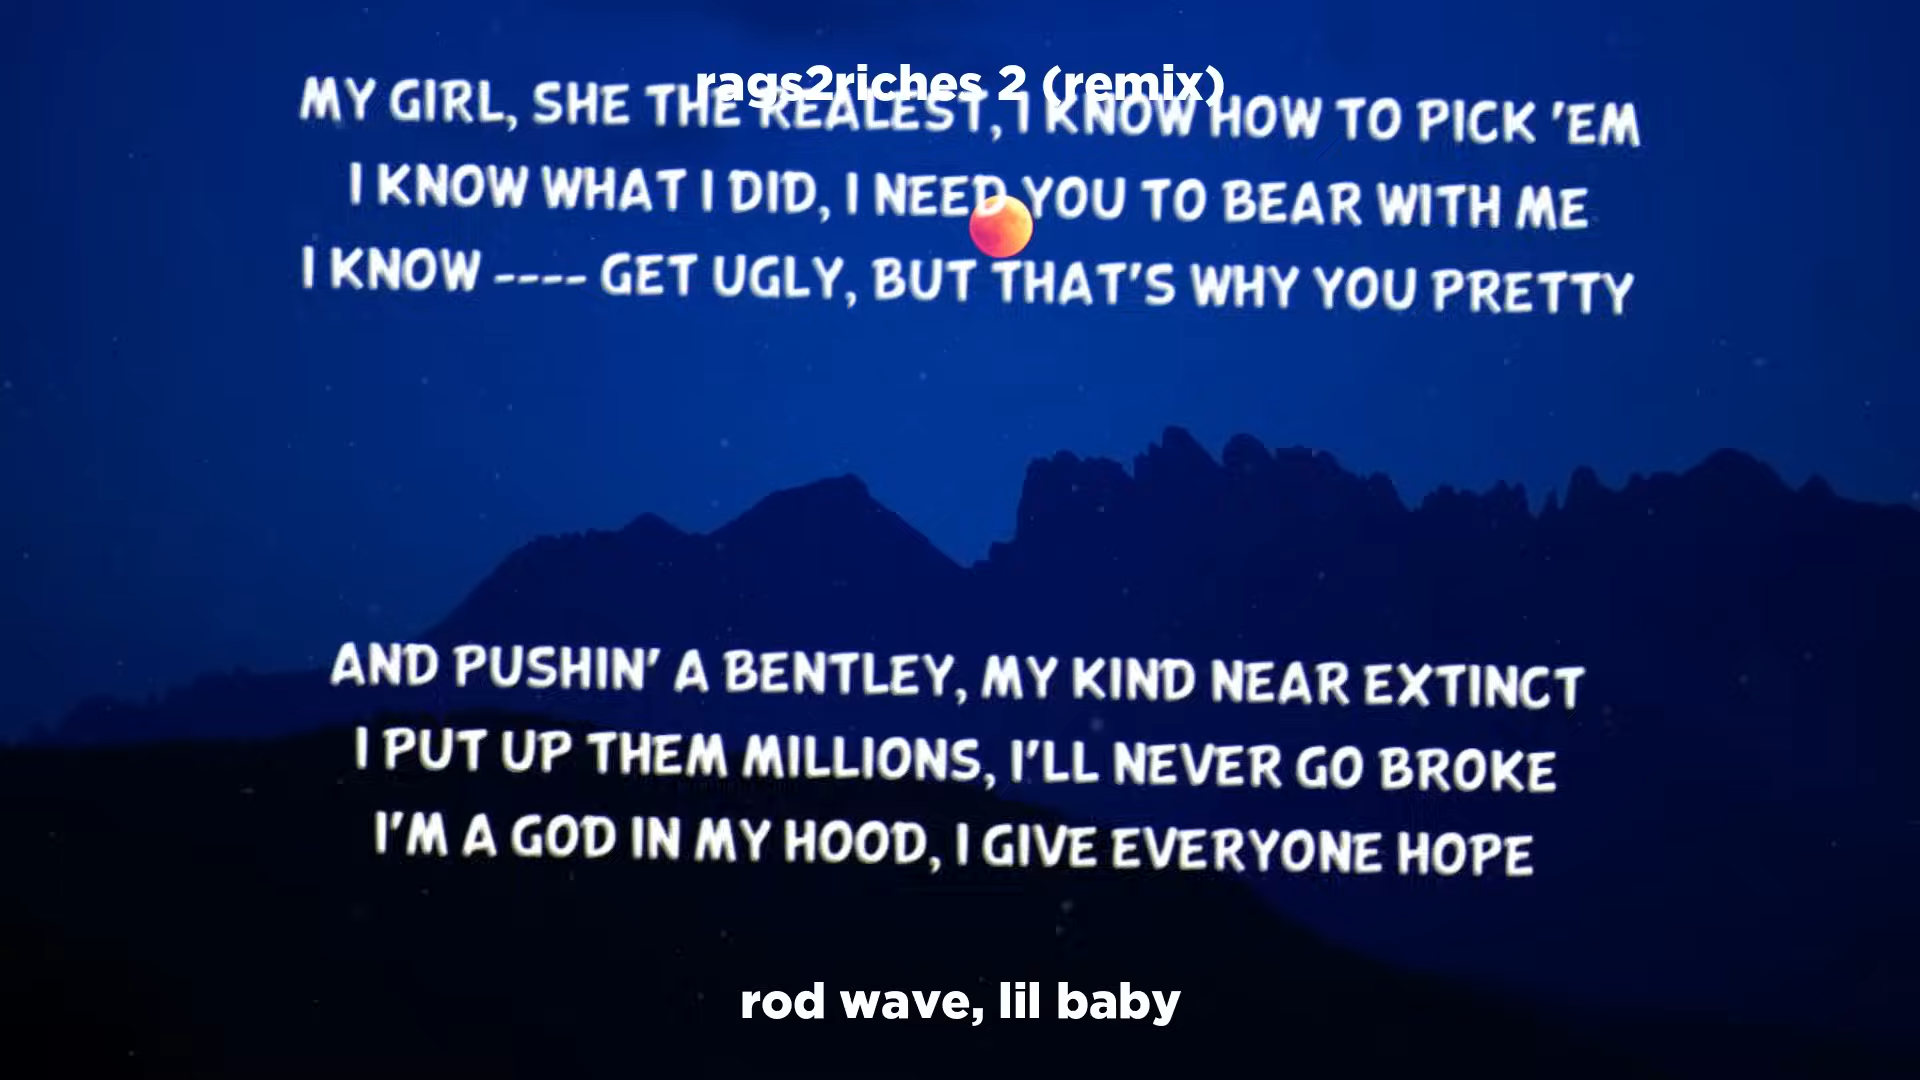 rags2riches 2 (remix)
MY GIRL, SHE THE REALEST, I KNOW HOW TO PICK 'EM
I KNOW WHAT I DID, I NEED YOU TO BEAR WITH ME
I KNOW ---- GET UGLY, BUT THAT'S WHY YOU PRETTY
AND PUSHIN' A BENTLEY, MY KIND NEAR EXTINCT
I PUT UP THEM MILLIONS, I'LL NEVER GO BROKE
I'M A GOD IN MY HOOD, I GIVE EVERYONE HOPE
rod wave, lil baby